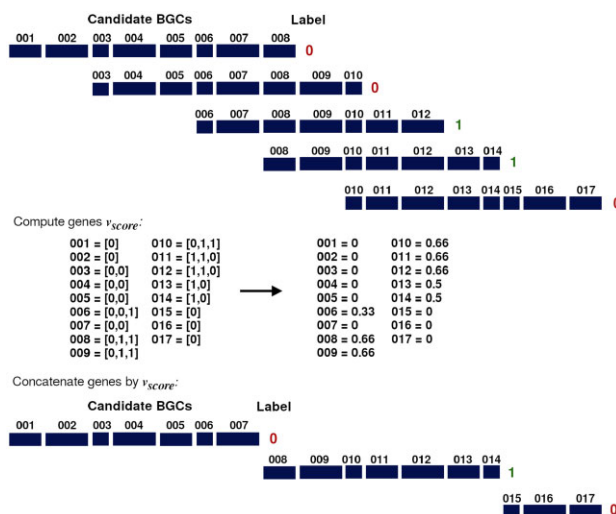 Candidate BGCs Label
001 002 003 004 005 006 007 008
0
003 004 005 006 007 008 009 010
0
006 007 008 009 010 011 012
1
008 009 010 011 012 013 014
1
010 011 012 013 014 015 016 017
0
Compute genes vscore:
001 = [0] 010 = [0,1,1] 001 = 0 010 = 0.66
002 = [0] 011 = [1,1,0] 002 = 0 011 = 0.66
003 = [0,0] 012 = [1,1,0] 003 = 0 012 = 0.66
004 = [0,0] 013 = [1,0] 004 = 0 013 = 0.5
005 = [0,0] 014 = [1,0] 005 = 0 014 = 0.5
006 = [0,0,1] 015 = [0] 006 = 0.33 015 = 0
007 = [0,0] 016 = [0] 007 = 0 016 = 0
008 = [0,1,1] 017 = [0] 008 = 0.66 017 = 0
009 = [0,1,1] 009 = 0.66
Concatenate genes by vscore:
Candidate BGCs Label
001 002 003 004 005 006 007
0
008 009 010 011 012 013 014
1
015 016 017
0